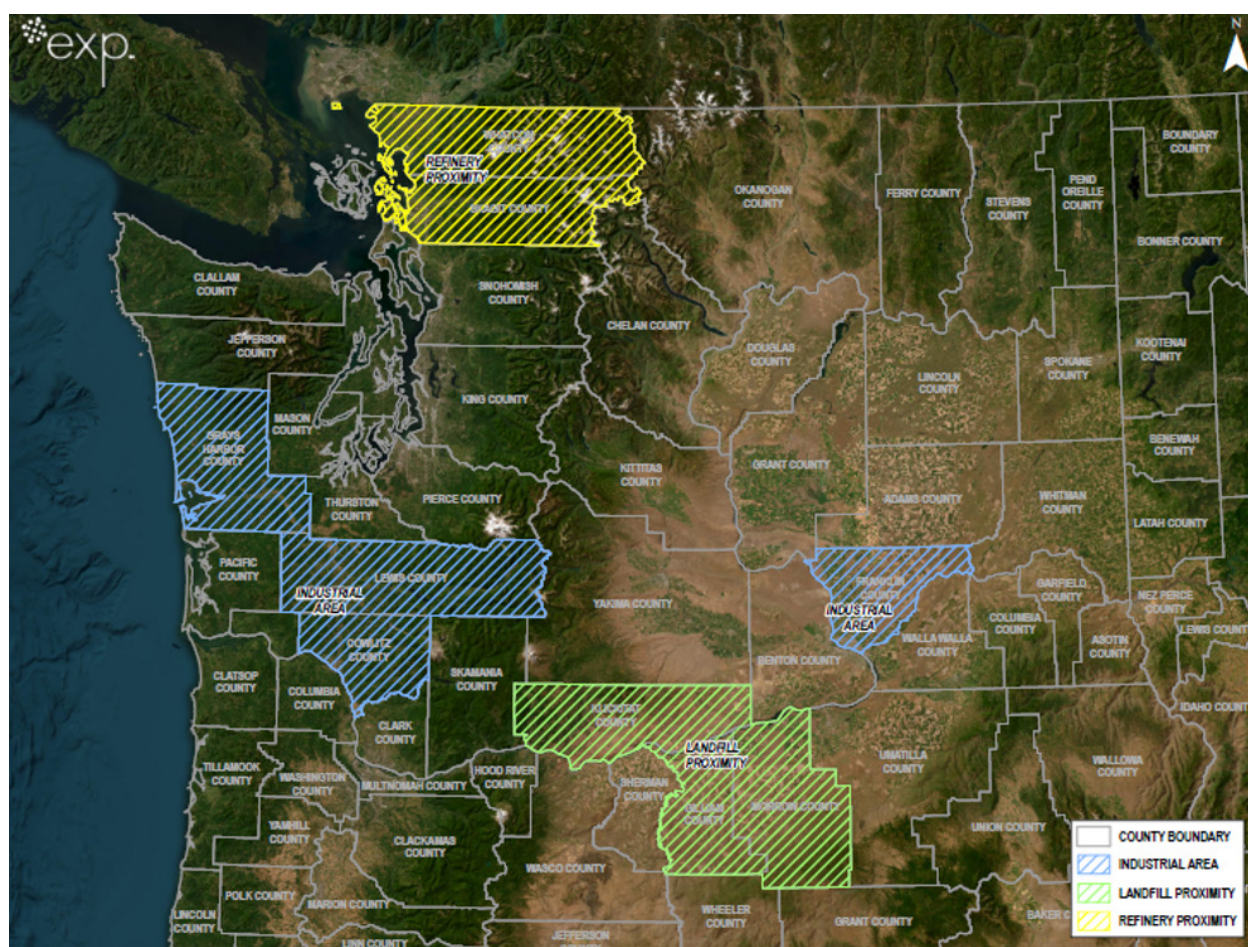 exp.
N
WHATCOM
COUNTY
REFINERY
PROXIMITY
SKAGIT COUNTY
OKANOGAN
COUNTY
FERRY COUNTY
STEVENS
COUNTY
PEND
OREILLE
COUNTY
BOUNDARY
COUNTY
BONNER COUNTY
CLALLAM
COUNTY
SNOHOMISH
COUNTY
CHELAN COUNTY
JEFFERSON
COUNTY
DOUGLAS
COUNTY
LINCOLN
COUNTY
SPOKANE
COUNTY
KOOTENAI
COUNTY
KING COUNTY
MASON
COUNTY
GRAYS
HARBOR
COUNTY
BENEWAH
COUNTY
KITTITAS
COUNTY
GRANT COUNTY
THURSTON
COUNTY
PIERCE COUNTY
ADAMS COUNTY
WHITMAN
COUNTY
LATAH COUNTY
PACIFIC
COUNTY
LEWIS COUNTY
INDUSTRIAL
AREA
YAKIMA COUNTY
FRANKLIN
COUNTY
INDUSTRIAL
AREA
GARFIELD
COUNTY
NEZ PERCE
COUNTY
COLUMBIA
COUNTY
WALLA WALLA
COUNTY
ASOTIN
COUNTY
LEWIS COUNT
COWLITZ
COUNTY
BENTON COUNTY
CLATSOP
COUNTY
COLUMBIA
COUNTY
SKAMANIA
COUNTY
CLARK
COUNTY
KLICKITAT
COUNTY
IDAHO COUNT
LANDFILL
PROXIMITY
UMATILLA
COUNTY
WALLOWA
COUNTY
TILLAMOOK
COUNTY
WASHINGTON
COUNTY
MULTNOMAH COUNTY
HOOD RIVER
COUNTY
SHERMAN
COUNTY
GILLIAM
COUNTY
MORROW COUNTY
YAMHILL
COUNTY
CLACKAMAS
COUNTY
WASCO COUNTY
UNION COUNTY
POLK COUNTY
MARION COUNTY
LINCOLN
COUNTY
WHEELER
COUNTY
GRANT COUNTY
BAKER C
LINN COUNTY
JEFFERSON
COUNTY BOUNDARY
INDUSTRIAL AREA
LANDFILL PROXIMITY
REFINERY PROXIMITY